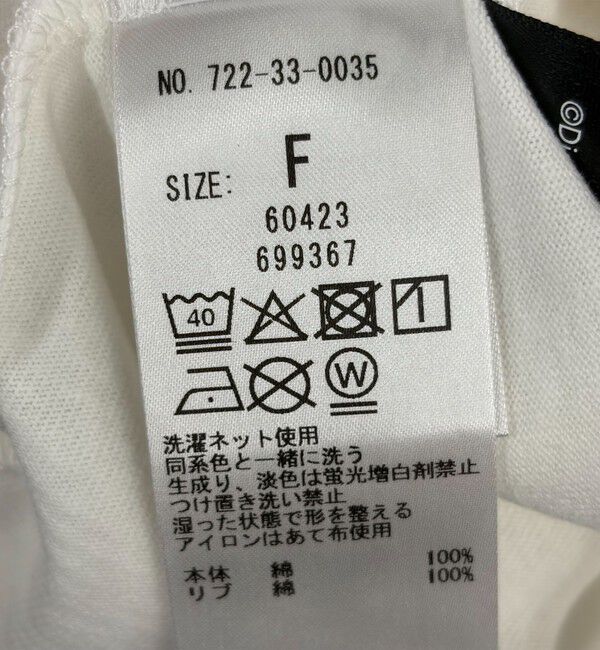 NO. 722-33-0035
©Di
SIZE: F
60423
699367
40
W
洗濯ネット使用
同系色と一緒に洗う
生成り、淡色は蛍光増白剤禁止
つけ置き洗い禁止
湿った状態で形を整える
アイロンはあて布使用
本体 綿 100%
リブ 綿 100%